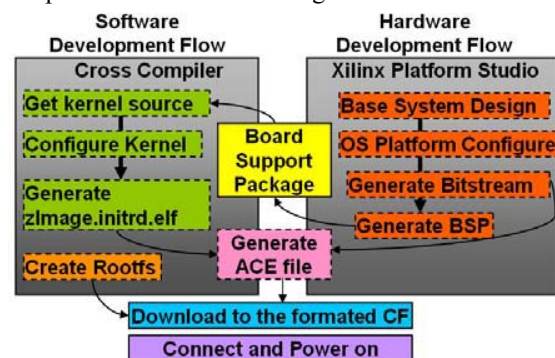 Software
Development Flow
Hardware
Development Flow
Cross Compiler
Xilinx Platform Studio
Get kernel source
Configure Kernel
Generate
zImage.initrd.elf
Create Rootfs
Board
Support
Package
Base System Design
OS Platform Configure
Generate Bitstream
Generate BSP
Generate
ACE file
Download to the formated CF
Connect and Power on